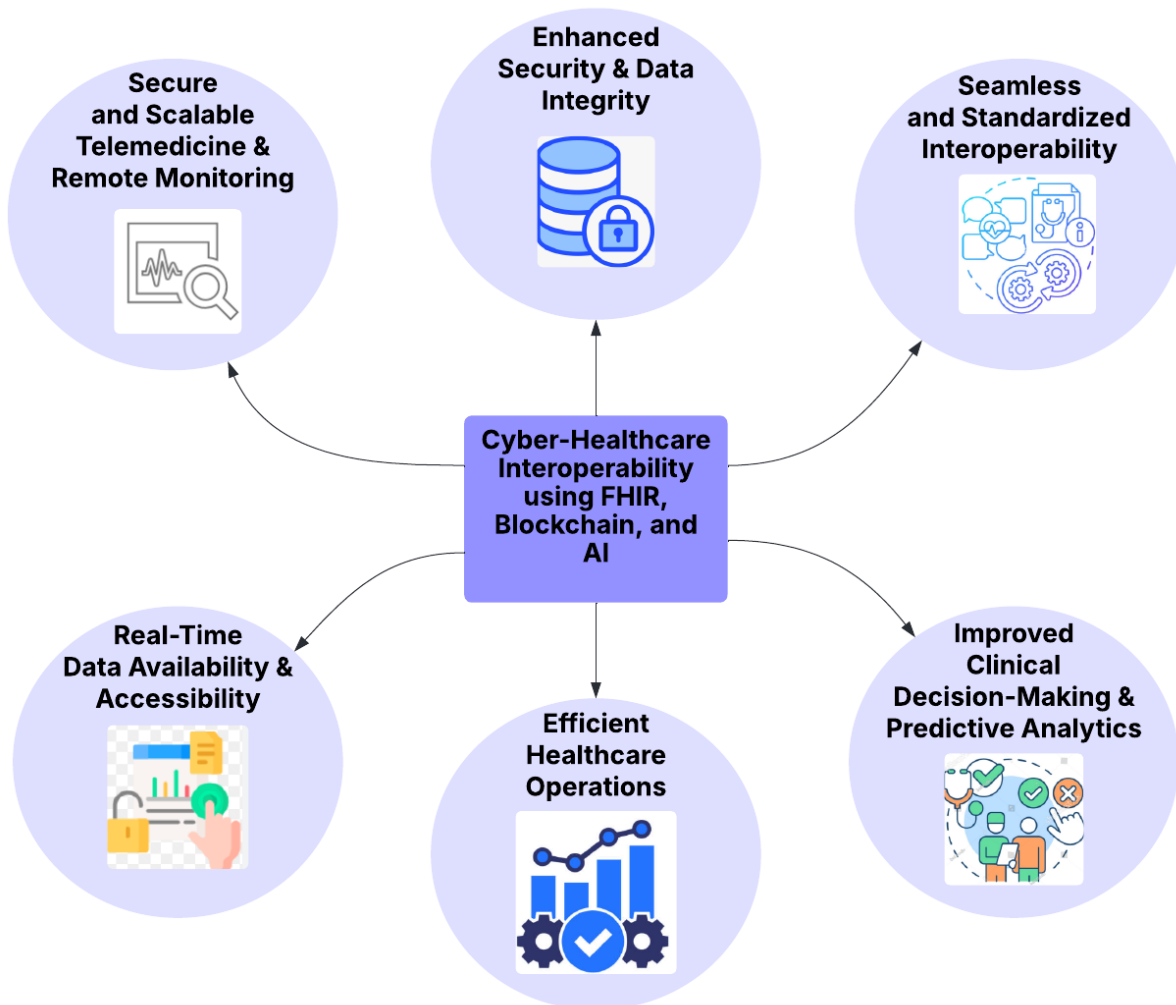 Enhanced
Security & Data
Integrity
Secure
and Scalable
Telemedicine &
Remote Monitoring
Seamless
and Standardized
Interoperability
Cyber-Healthcare
Interoperability
using FHIR,
Blockchain, and
AI
Real-Time
Data Availability &
Accessibility
Improved
Clinical
Decision-Making &
Predictive Analytics
Efficient
Healthcare
Operations